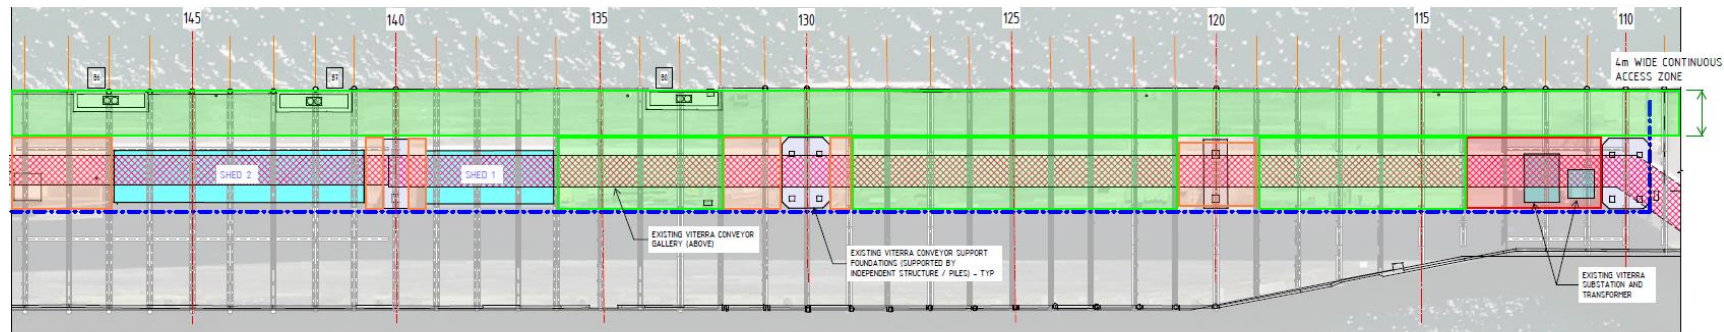 145
140
135
130
125
120
115
110
4m WIDE CONTINUOUS
ACCESS ZONE
B6
B7
B8
SHED 2
SHED 1
EXISTING VITERRA CONVEYOR
GALLERY (ABOVE)
EXISTING VITERRA CONVEYOR SUPPORT
FOUNDATIONS (SUPPORTED BY
INDEPENDENT STRUCTURE / PILES) - TYP
EXISTING VITERRA
SUBSTATION AND
TRANSFORMER